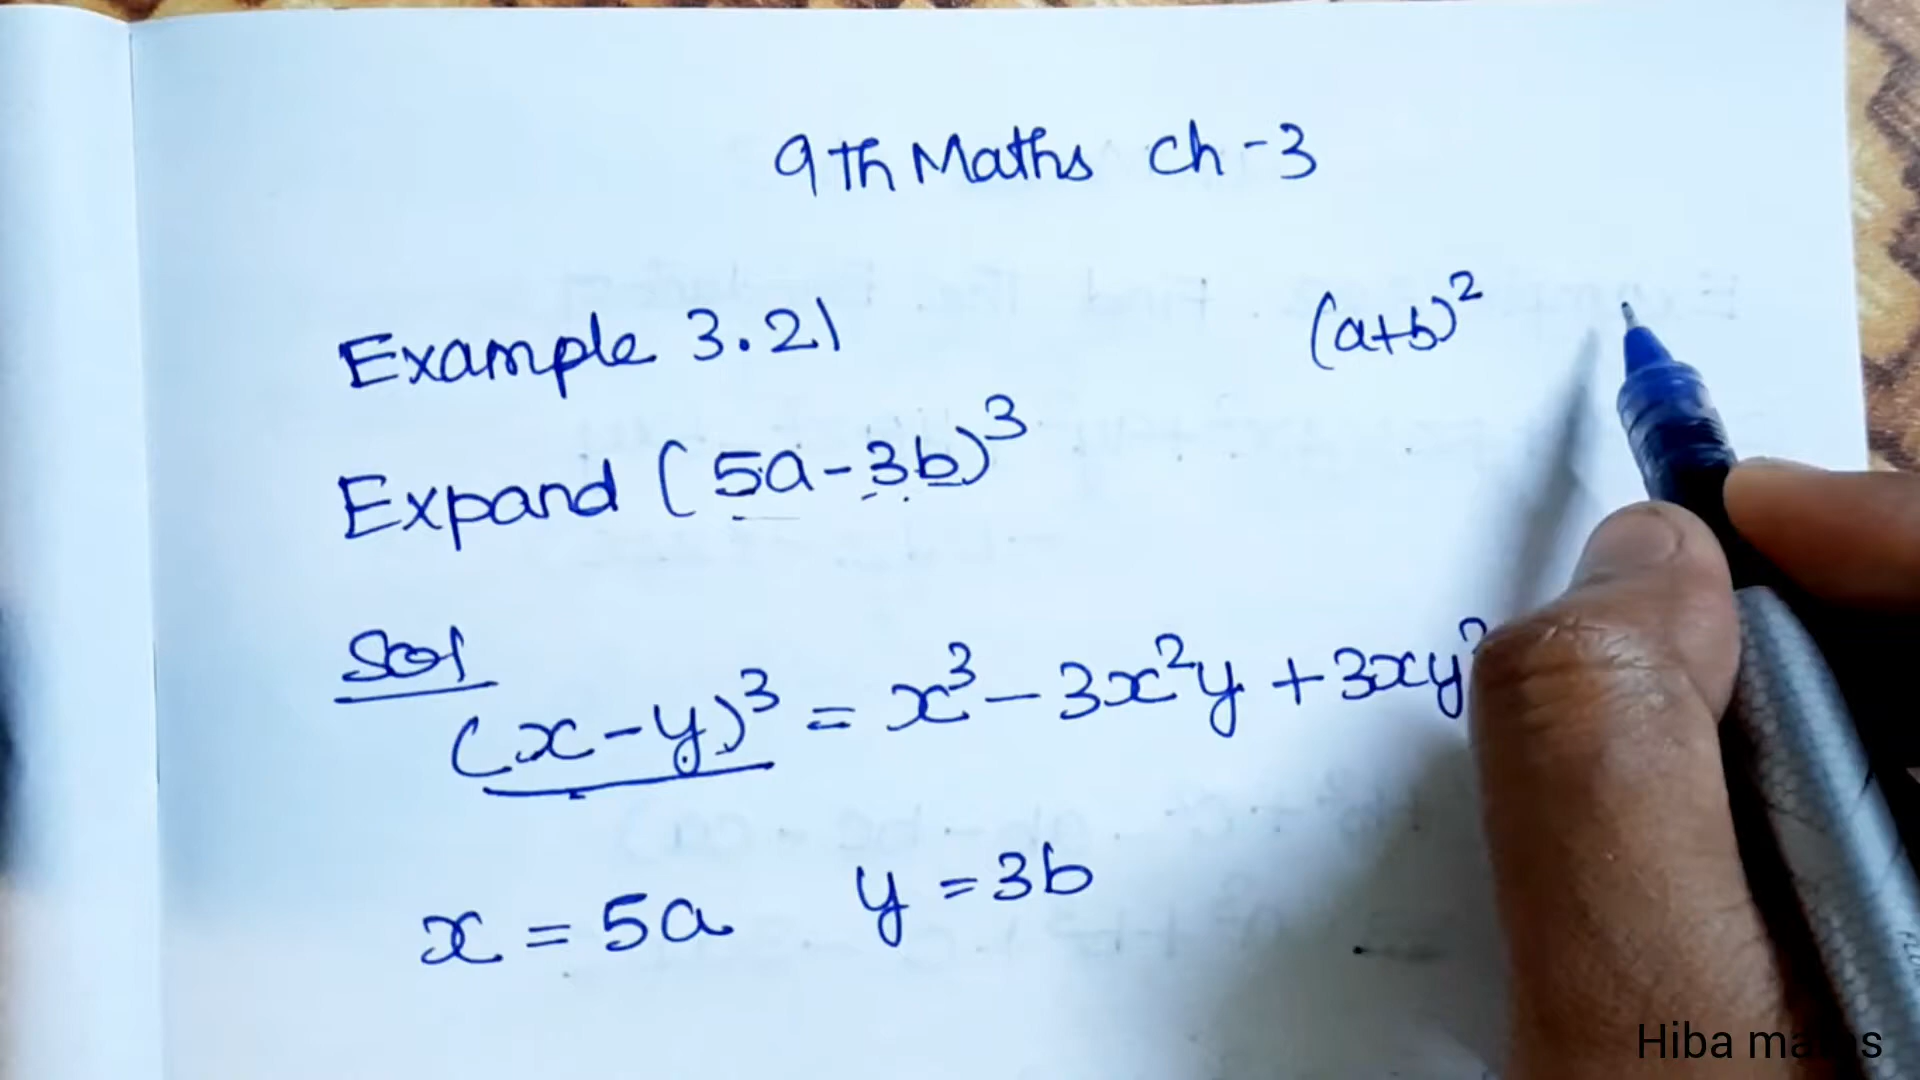 9th Maths Ch-3
Example 3.21
(a+b)²
Expand (5a-3b)³
Sol
(x-y)³ = x³ - 3x²y + 3xy²
x = 5a y = 3b
Hiba